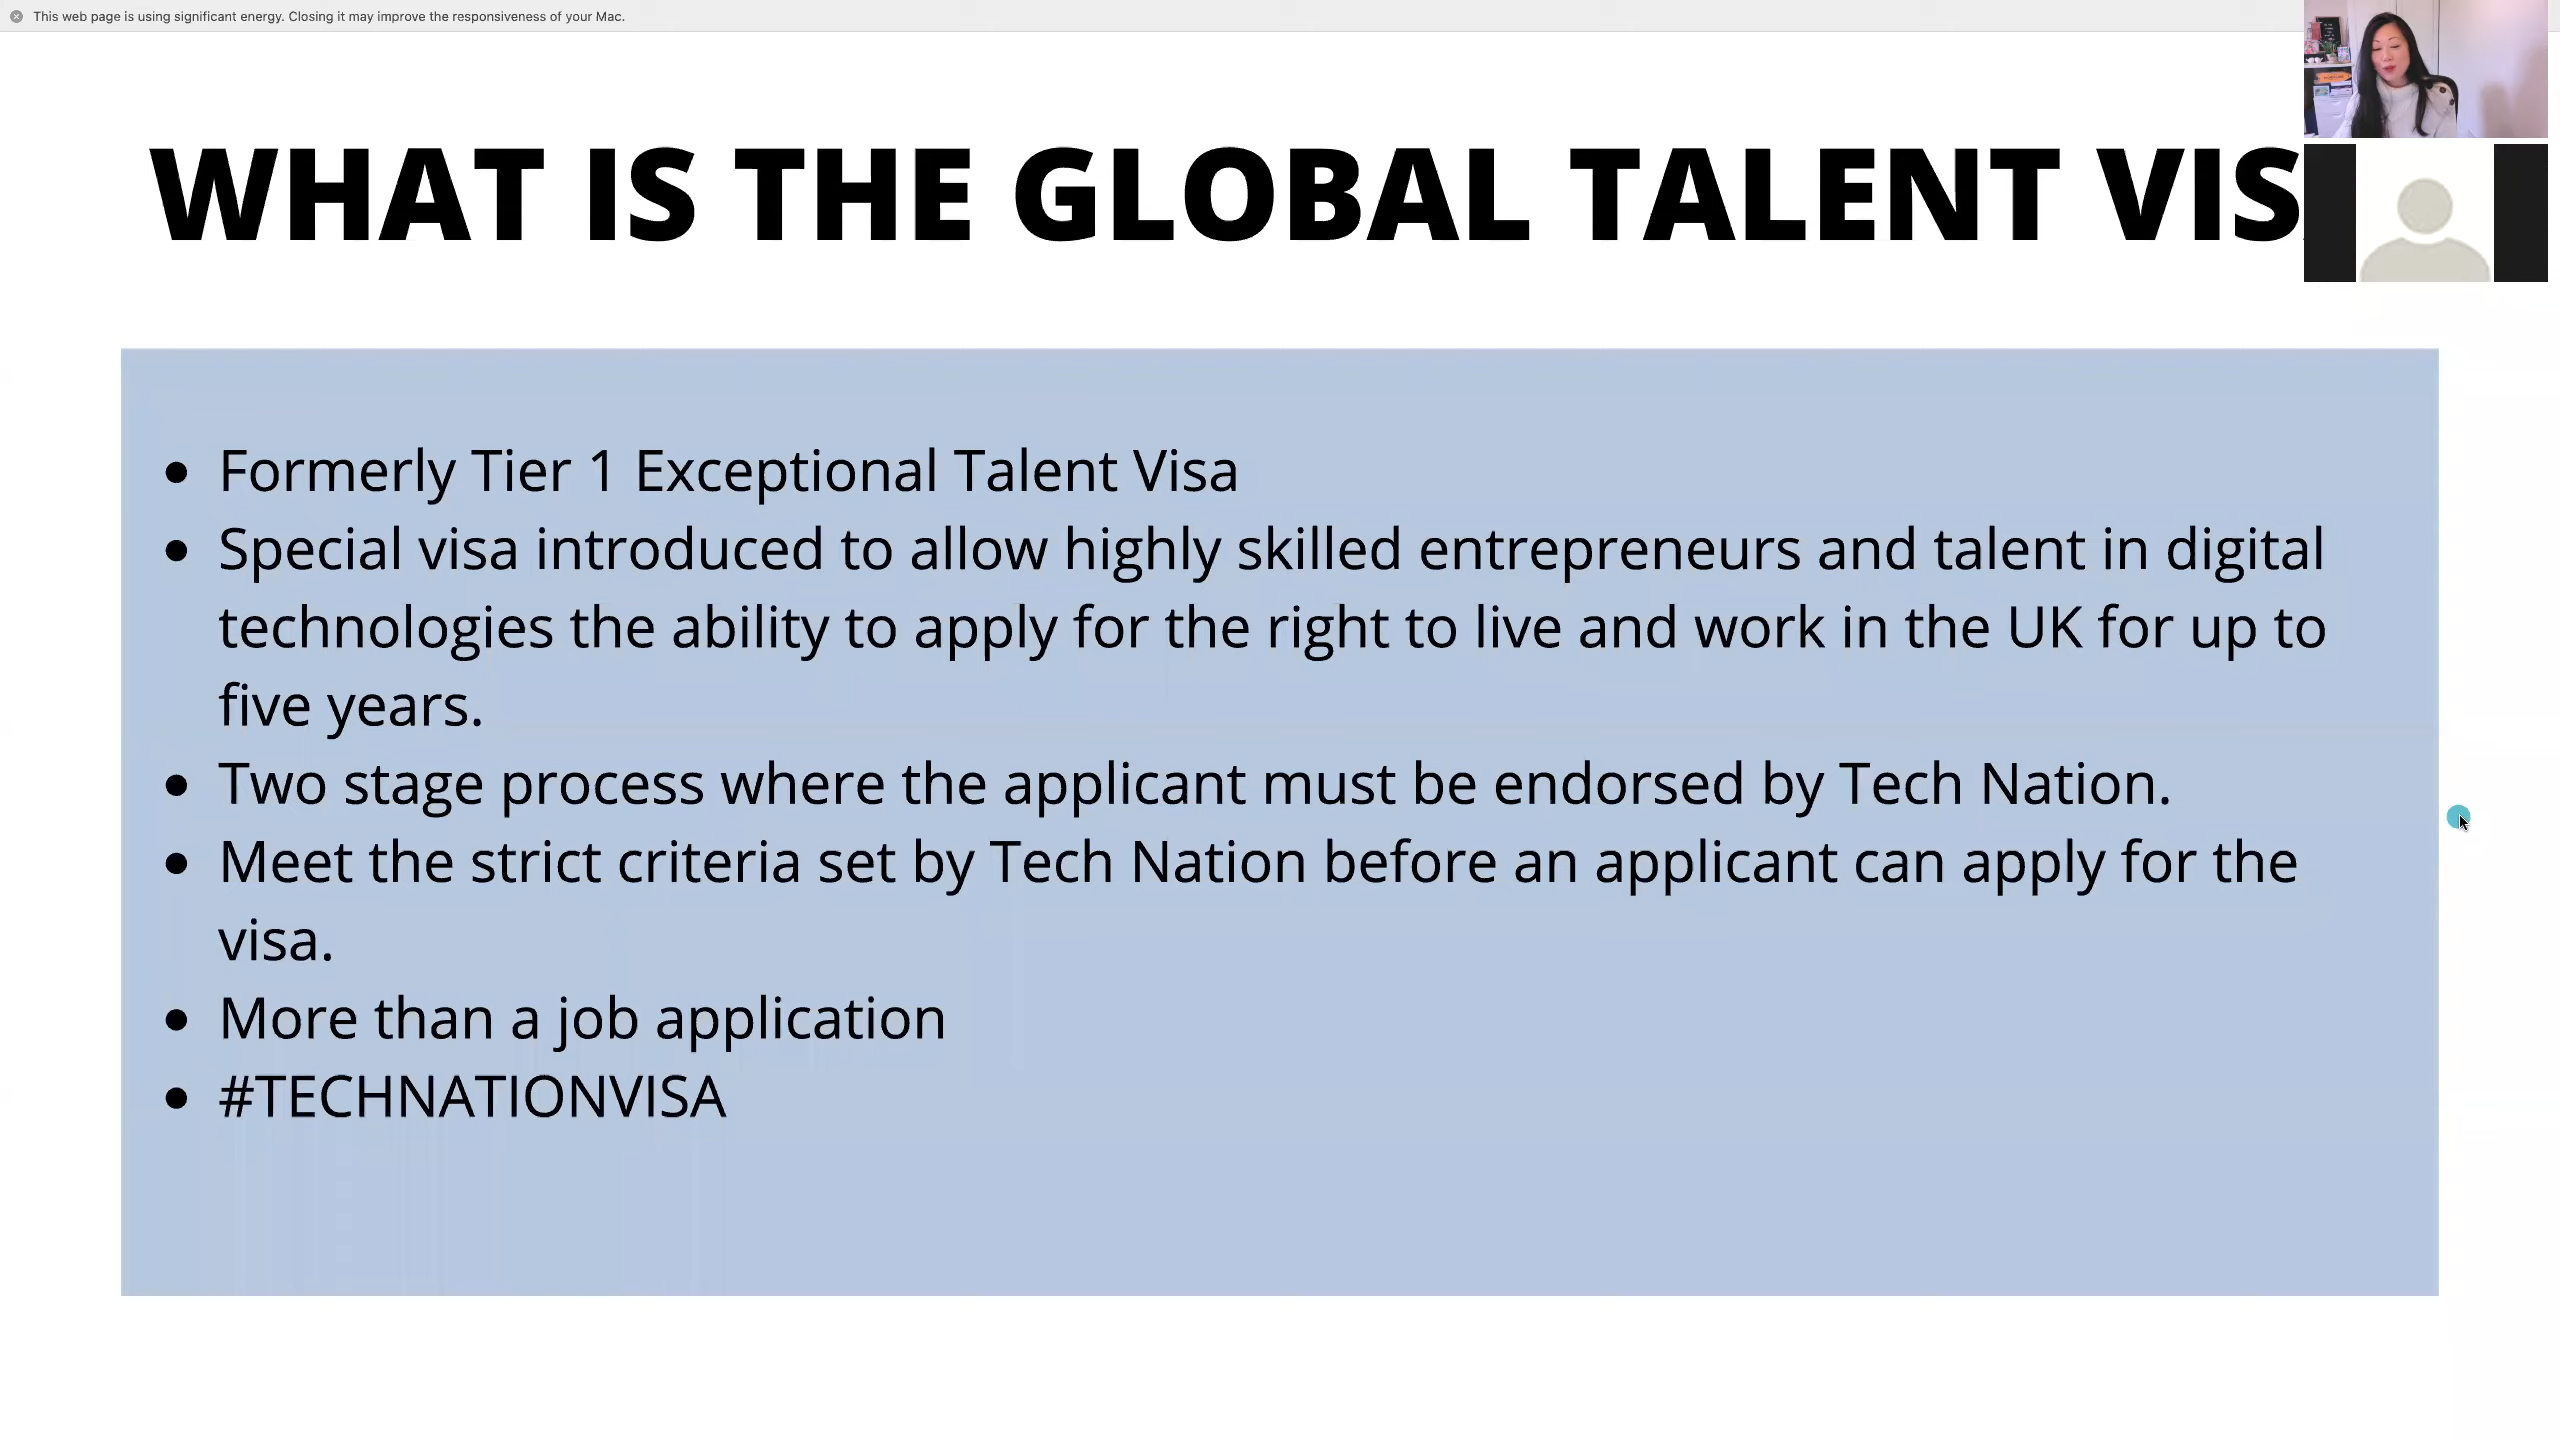 This web page is using significant energy. Closing it may improve the responsiveness of your Mac.
WHAT IS THE GLOBAL TALENT VIS
• Formerly Tier 1 Exceptional Talent Visa
• Special visa introduced to allow highly skilled entrepreneurs and talent in digital
technologies the ability to apply for the right to live and work in the UK for up to
five years.
• Two stage process where the applicant must be endorsed by Tech Nation.
• Meet the strict criteria set by Tech Nation before an applicant can apply for the
visa.
• More than a job application
• #TECHNATIONVISA